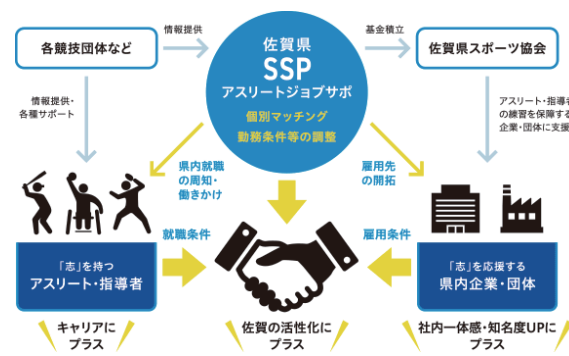 各競技団体など
情報提供
佐賀県
SSP
アスリートジョブサポ
個別マッチング
勤務条件等の調整
基金積立
佐賀県スポーツ協会
情報提供・
各種サポート
アスリート・指導者
の練習を保障する
企業・団体に支援
県内就職
の周知・
働きかけ
雇用先
の開拓
就職条件
雇用条件
「志」を持つ
アスリート・指導者
「志」を応援する
県内企業・団体
キャリアに
プラス
佐賀の活性化に
プラス
社内一体感・知名度UPに
プラス